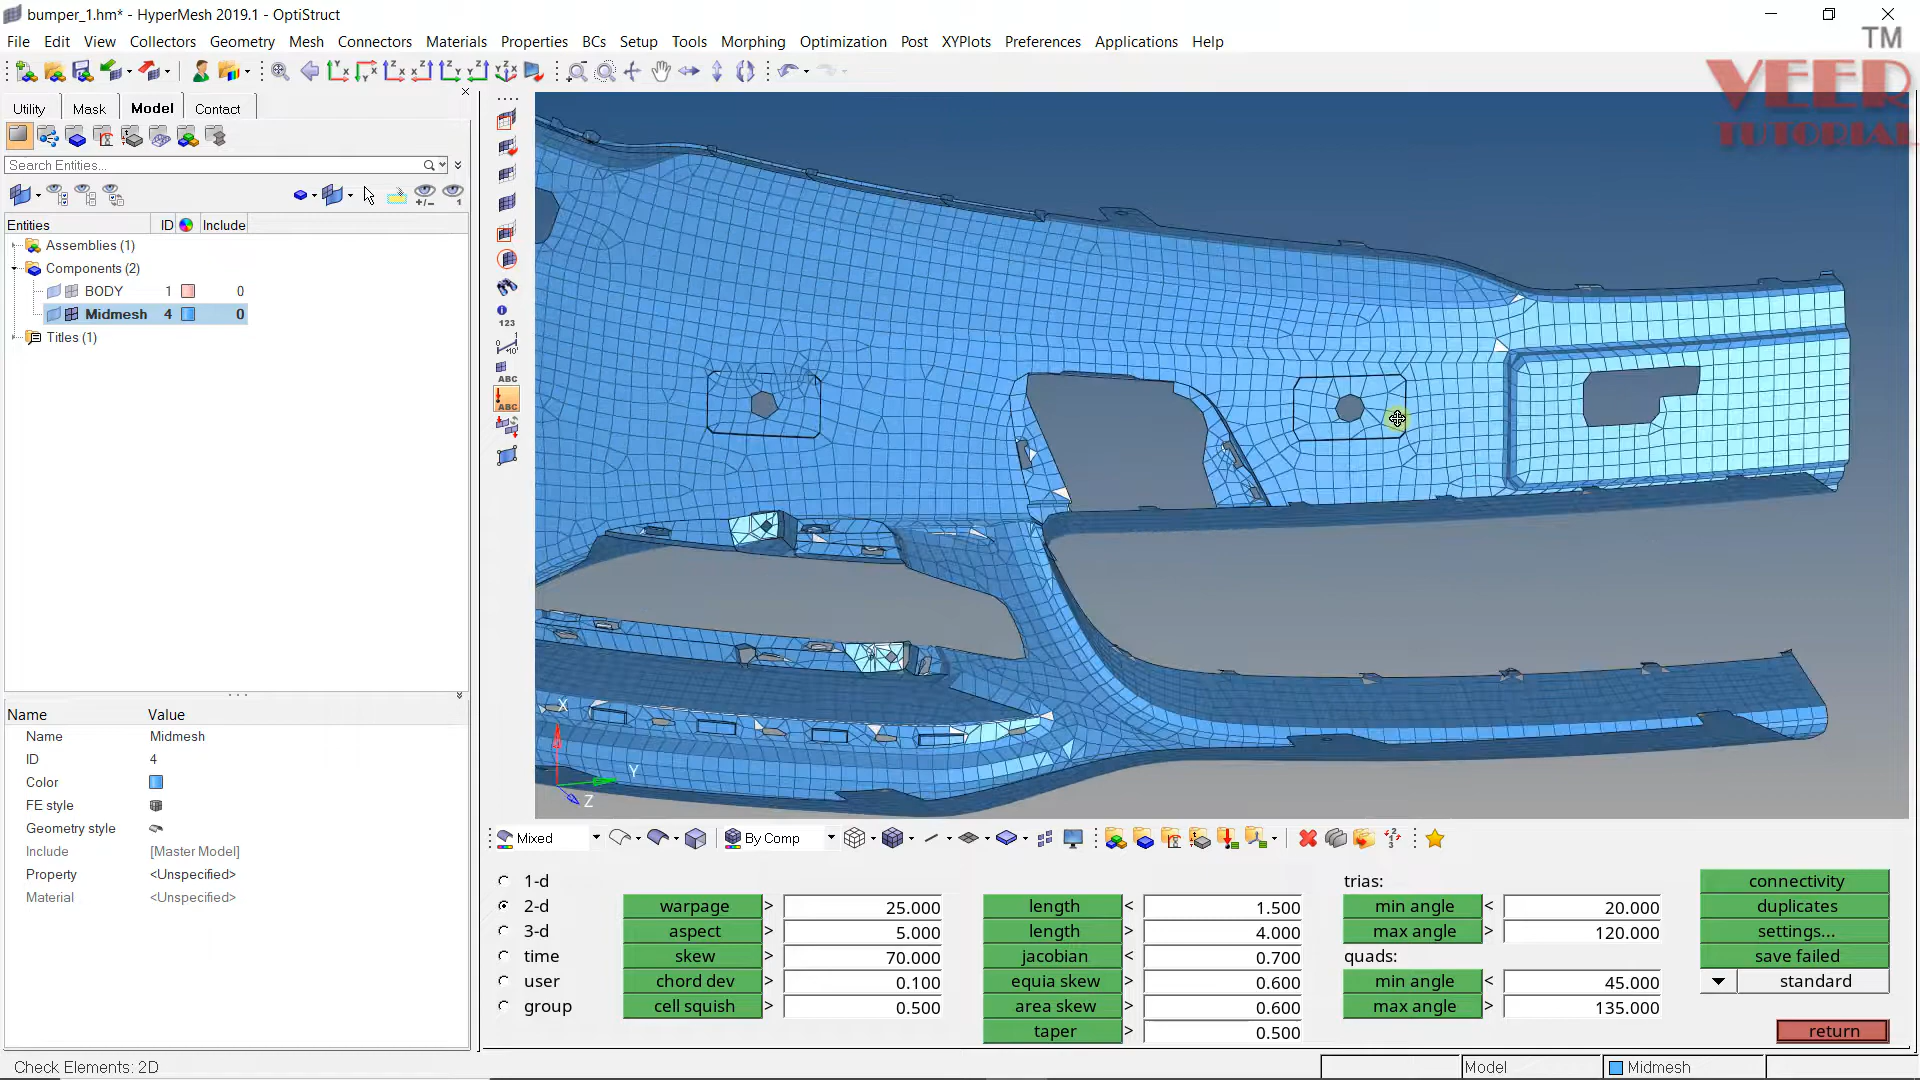 bumper_1.hm* - HyperMesh 2019.1 - OptiStruct
TM
File Edit View Collectors Geometry Mesh Connectors Materials Properties BCs Setup Tools Morphing Optimization Post XYPlots Preferences Applications Help
VEER
TUTORIAL
Utility Mask Model Contact
Search Entities...
Entities ID Include
Assemblies (1)
Components (2)
BODY 1 0
Midmesh 4 0
Titles (1)
123
ABC
ABC
X
Y
Z
Name Value
Name Midmesh
ID 4
Color
FE style
Geometry style
Include [Master Model]
Property <Unspecified>
Material <Unspecified>
Mixed By Comp
1-d
2-d
3-d
time
user
group
warpage > 25.000
aspect > 5.000
skew > 70.000
chord dev > 0.100
cell squish > 0.500
length < 1.500
length > 4.000
jacobian < 0.700
equia skew > 0.600
area skew > 0.600
taper > 0.500
trias:
min angle < 20.000
max angle > 120.000
quads:
min angle < 45.000
max angle > 135.000
connectivity
duplicates
settings...
save failed
standard
return
Check Elements: 2D
Model
Midmesh